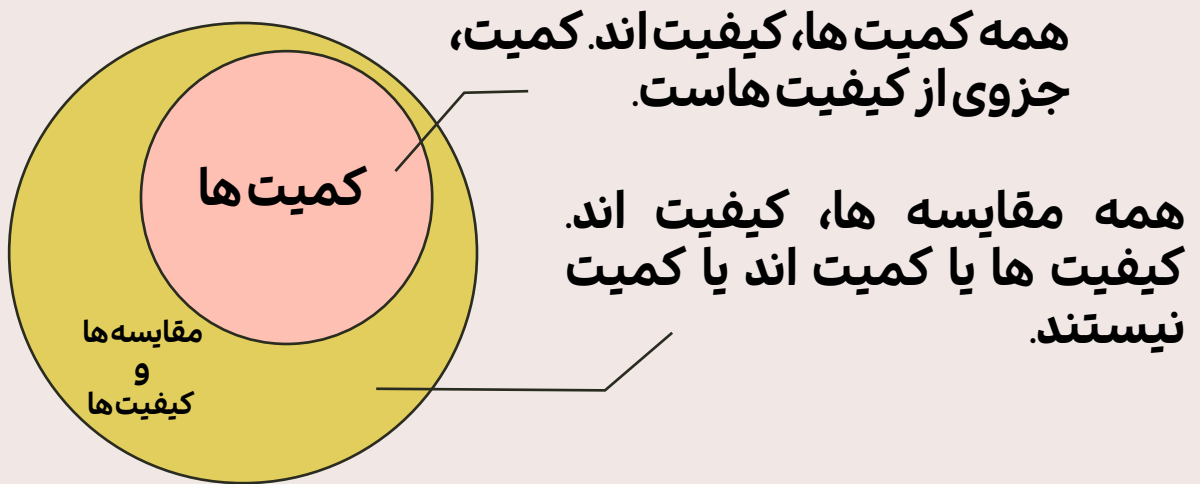 همه کمیت‌ها، کیفیت‌اند. کمیت،
جزوی از کیفیت‌هاست.
کمیت‌ها
همه مقایسه ها، کیفیت اند.
کیفیت ها یا کمیت اند یا کمیت
نیستند.
مقایسه‌ها
و
کیفیت‌ها